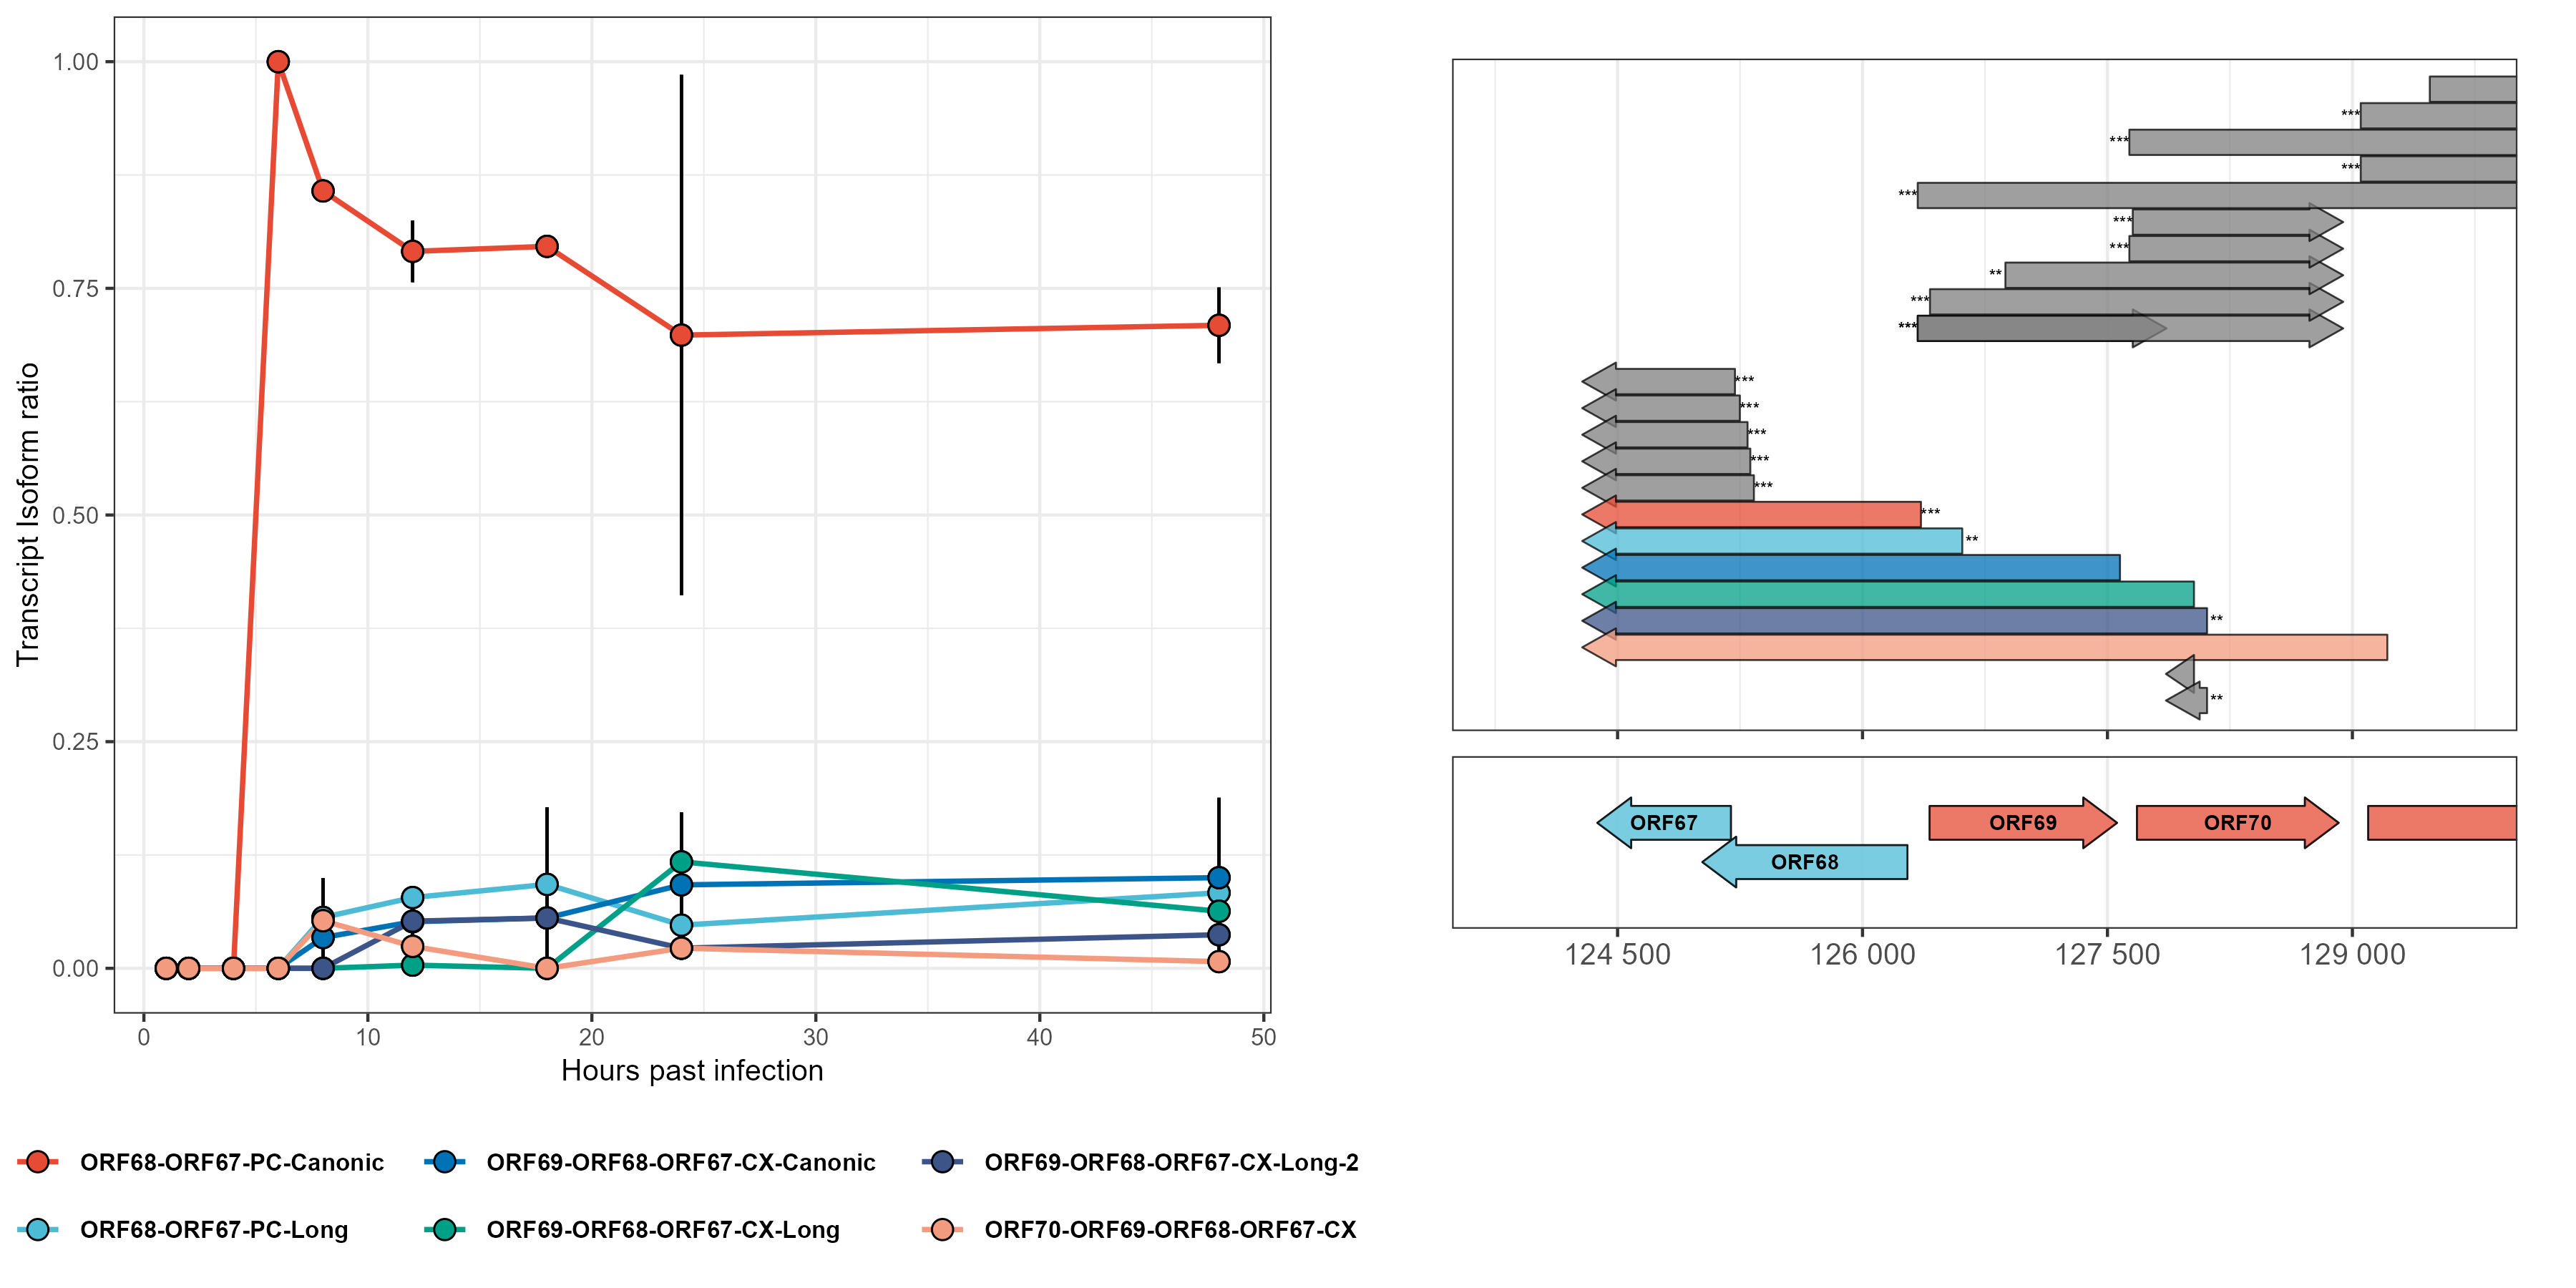 Transcript Isoform ratio
1.00
0.75
0.50
0.25
0.00
0 10 20 30 40 50
Hours past infection
ORF68-ORF67-PC-Canonic
ORF69-ORF68-ORF67-CX-Canonic
ORF69-ORF68-ORF67-CX-Long-2
ORF68-ORF67-PC-Long
ORF69-ORF68-ORF67-CX-Long
ORF70-ORF69-ORF68-ORF67-CX
***
***
***
***
***
***
**
***
***
***
***
***
***
***
***
**
**
**
ORF67
ORF69
ORF70
ORF68
124 500 126 000 127 500 129 000